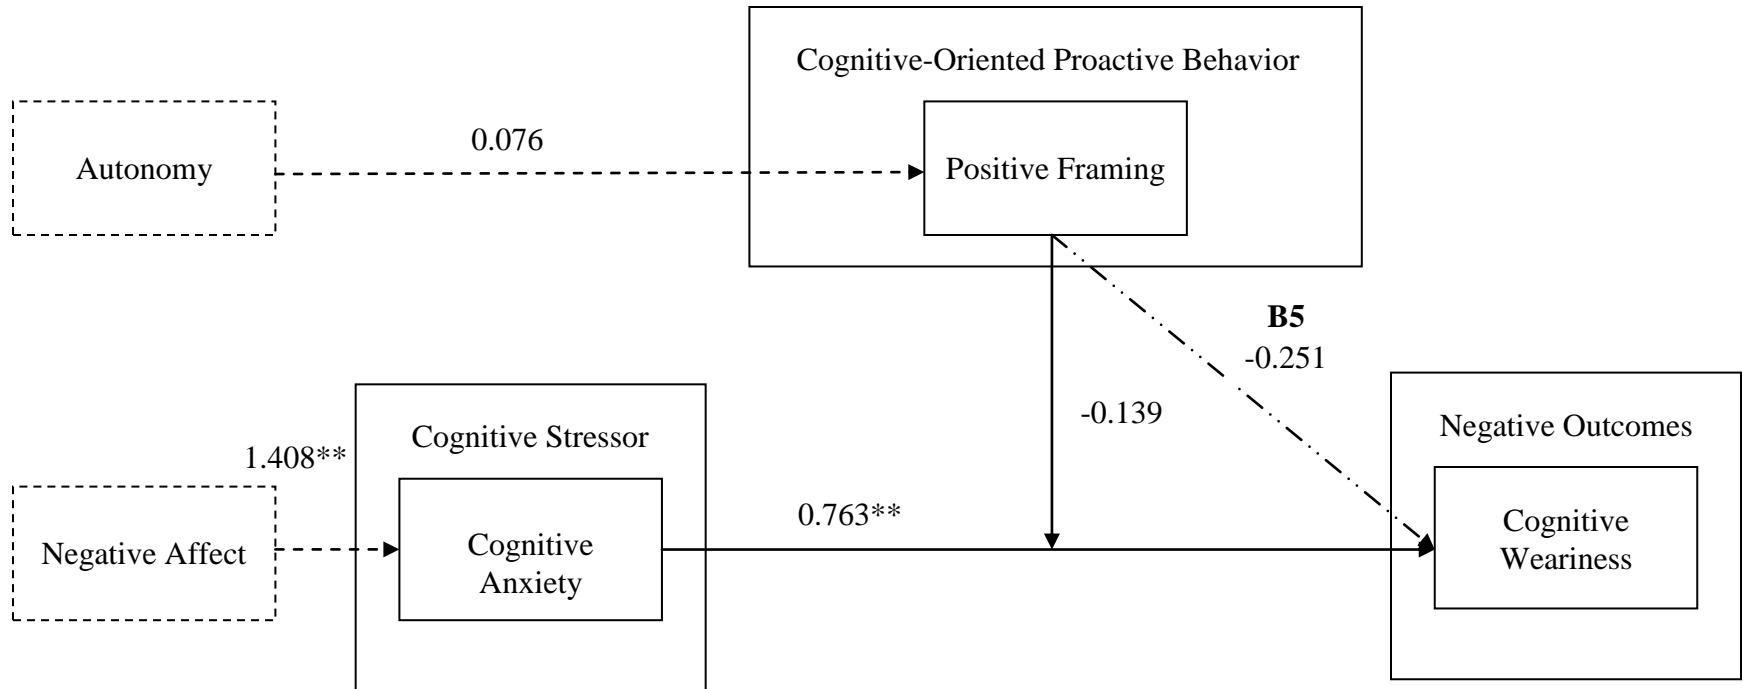 Cognitive-Oriented Proactive Behavior
0.076
Autonomy
Positive Framing
B5
-0.251
-0.139
Cognitive Stressor
Negative Outcomes
1.408**
0.763**
Negative Affect
Cognitive
Anxiety
Cognitive
Weariness